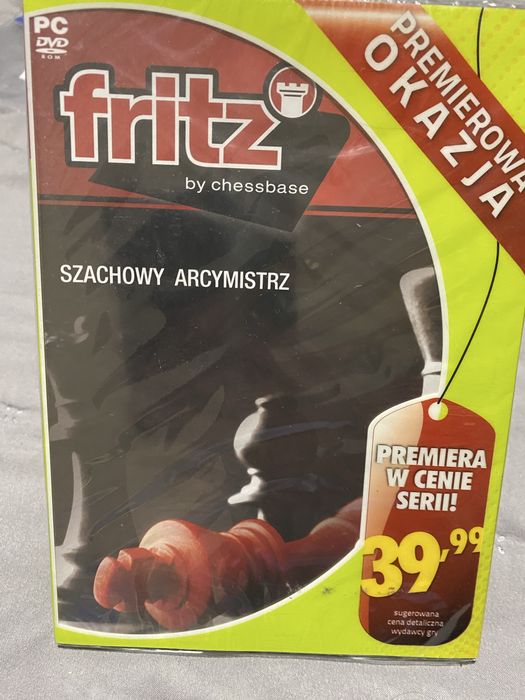 PC
DVD
ROM
fritz
by chessbase
SZACHOWY ARCYMISTRZ
PREMIEROWA
OKAZJA
PREMIERA
W CENIE
SERII!
39,99
sugerowana
cena detaliczna
wydawcy gry